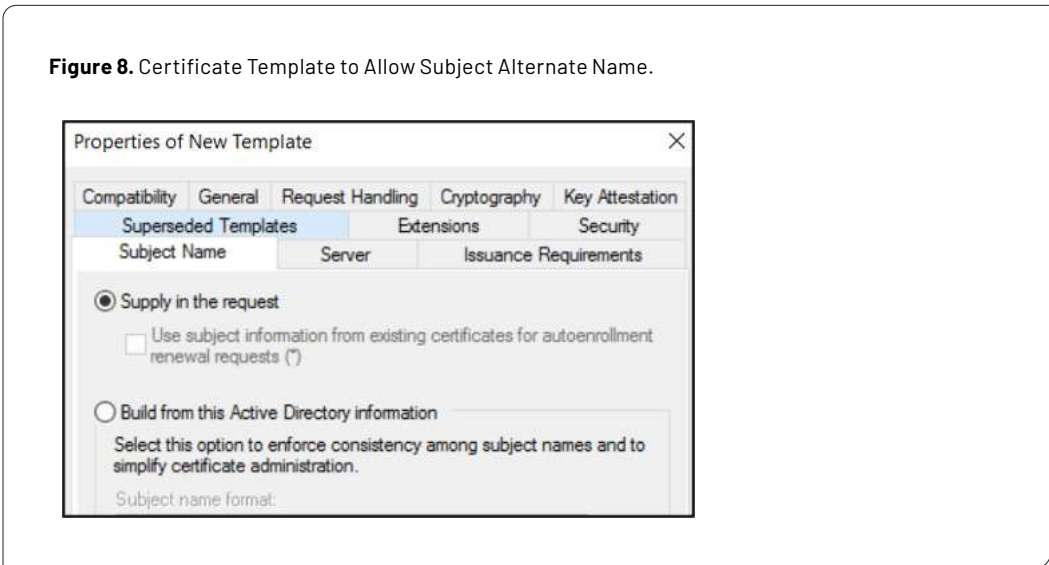 Figure 8. Certificate Template to Allow Subject Alternate Name.
Properties of New Template
Compatibility General Request Handling Cryptography Key Attestation
Superseded Templates Extensions Security
Subject Name Server Issuance Requirements
Supply in the request
Use subject information from existing certificates for autoenrollment
renewal requests (*)
Build from this Active Directory information
Select this option to enforce consistency among subject names and to
simplify certificate administration.
Subject name format: